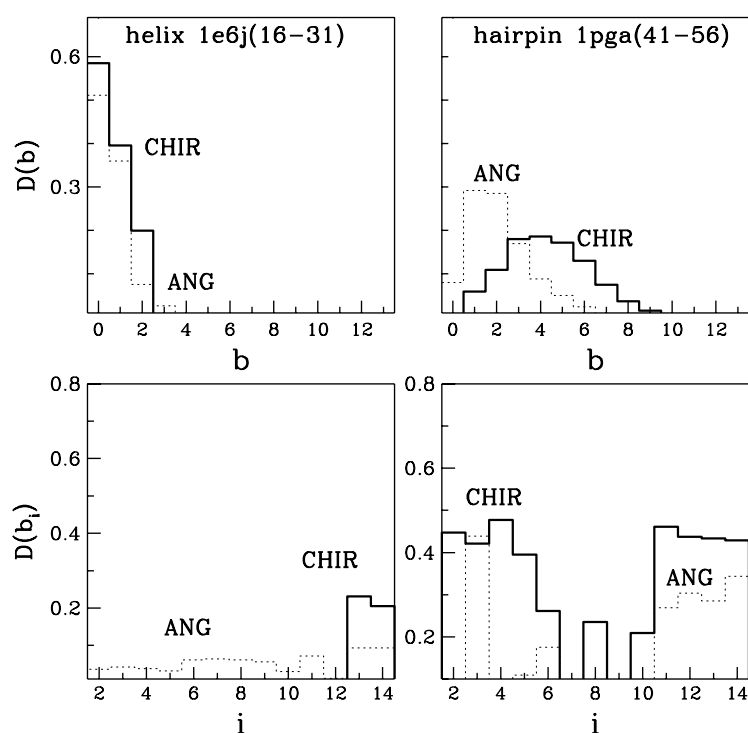 helix 1e6j(16−31)
hairpin 1pga(41−56)
D(b)
0.6
0.3
CHIR
ANG
ANG
CHIR
0 2 4 6 8 10 12
0 2 4 6 8 10 12
b
b
D(bi)
0.8
0.6
0.4
0.2
0.8
0.6
0.4
0.2
CHIR
ANG
CHIR
ANG
2 4 6 8 10 12 14
2 4 6 8 10 12 14
i
i